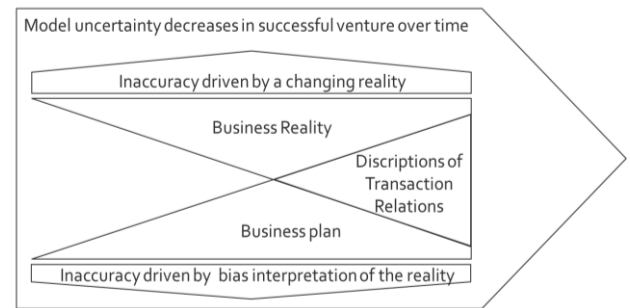 Model uncertainty decreases in successful venture over time
Inaccuracy driven by a changing reality
Business Reality
Discriptions of
Transaction
Relations
Business plan
Inaccuracy driven by bias interpretation of the reality